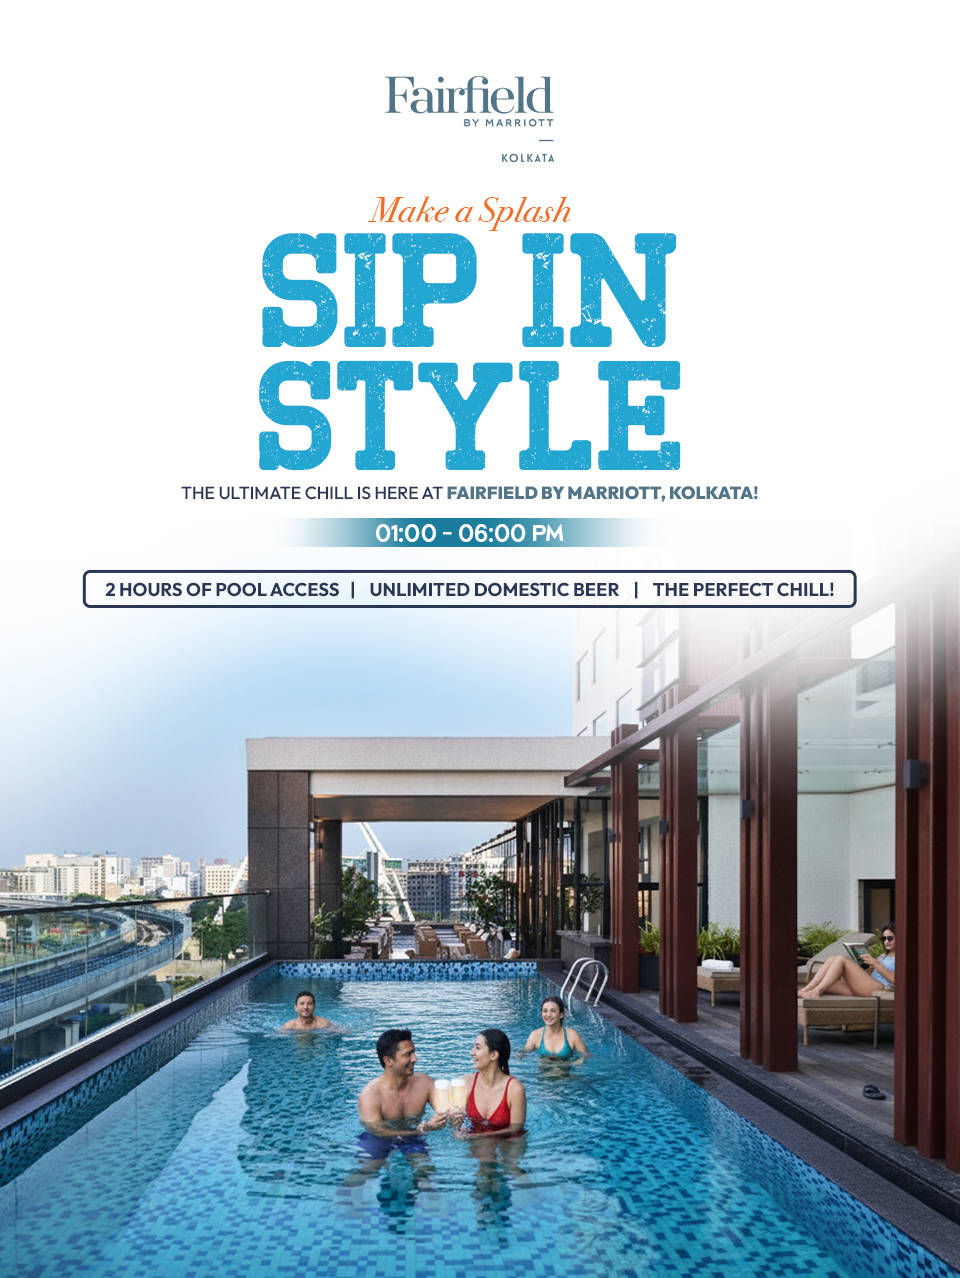 Fairfield
BY MARRIOTT
KOLKATA
Make a Splash
SIP IN
STYLE
THE ULTIMATE CHILL IS HERE AT FAIRFIELD BY MARRIOTT, KOLKATA!
01:00 - 06:00 PM
2 HOURS OF POOL ACCESS | UNLIMITED DOMESTIC BEER | THE PERFECT CHILL!